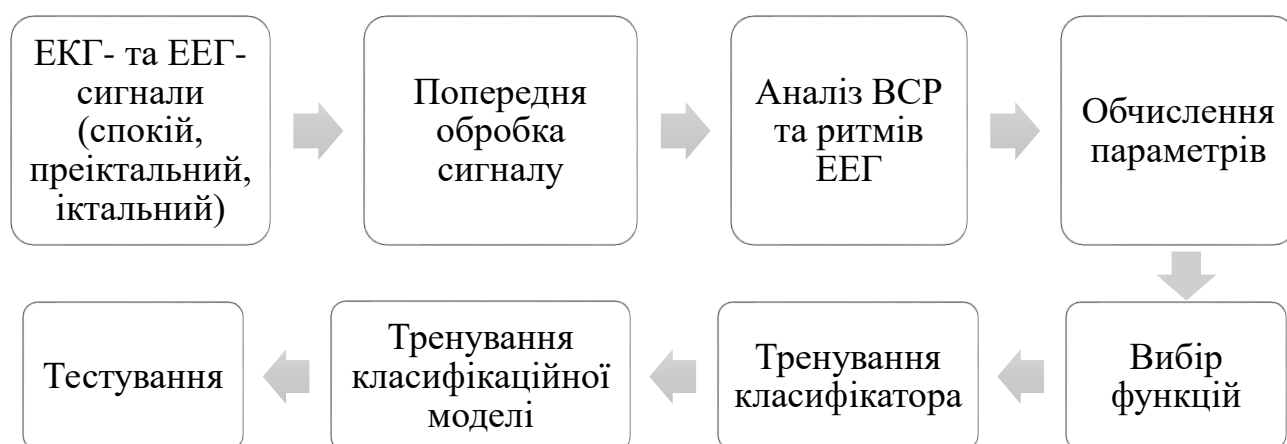 ЕКГ- та ЕЕГ-
сигнали
(спокій,
преіктальний,
іктальний)
Попередня
обробка
сигналу
Аналіз ВСР
та ритмів
ЕЕГ
Обчислення
параметрів
Вибір
функцій
Тренування
класифікатора
Тренування
класифікаційної
моделі
Тестування